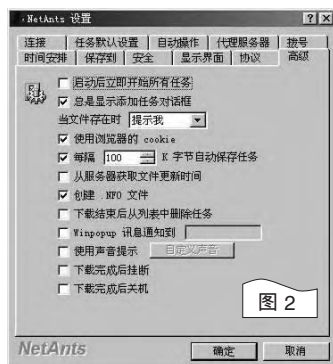 NetAnts 设置
连接 任务默认设置 自动操作 代理服务器 拨号
时间安排 保存到 安全 显示界面 协议 高级
启动后立即开始所有任务
总是显示添加任务对话框
当文件存在时 提示我
使用浏览器的 cookie
每隔 100 K 字节自动保存任务
从服务器获取文件更新时间
创建 .NFO 文件
下载结束后从列表中删除任务
Winpopup 讯息通知到
使用声音提示 自定义声音
下载完成后挂断
下载完成后关机
图 2
NetAnts 确定 取消